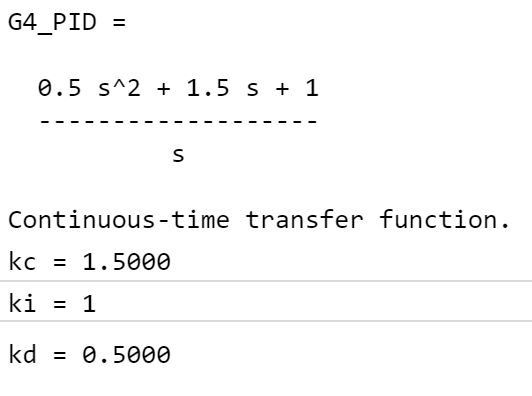 G4_PID =
0.5 s^2 + 1.5 s + 1
-------------------
s
Continuous-time transfer function.
kc = 1.5000
ki = 1
kd = 0.5000